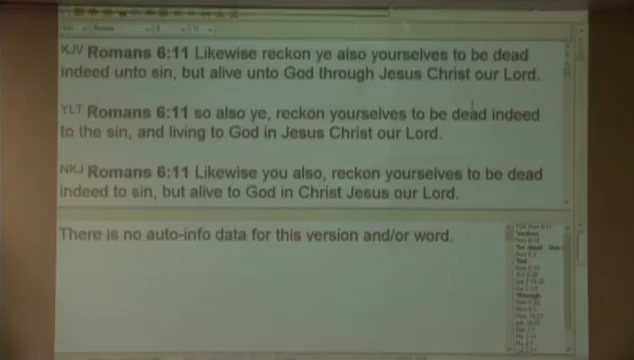 KJV Romans 6:11 Likewise reckon ye also yourselves to be dead
indeed unto sin, but alive unto God through Jesus Christ our Lord.
YLT Romans 6:11 so also ye, reckon yourselves to be dead indeed
to the sin, and living to God in Jesus Christ our Lord.
NKJ Romans 6:11 Likewise you also, reckon yourselves to be dead
indeed to sin, but alive to God in Christ Jesus our Lord.
There is no auto-info data for this version and/or word.